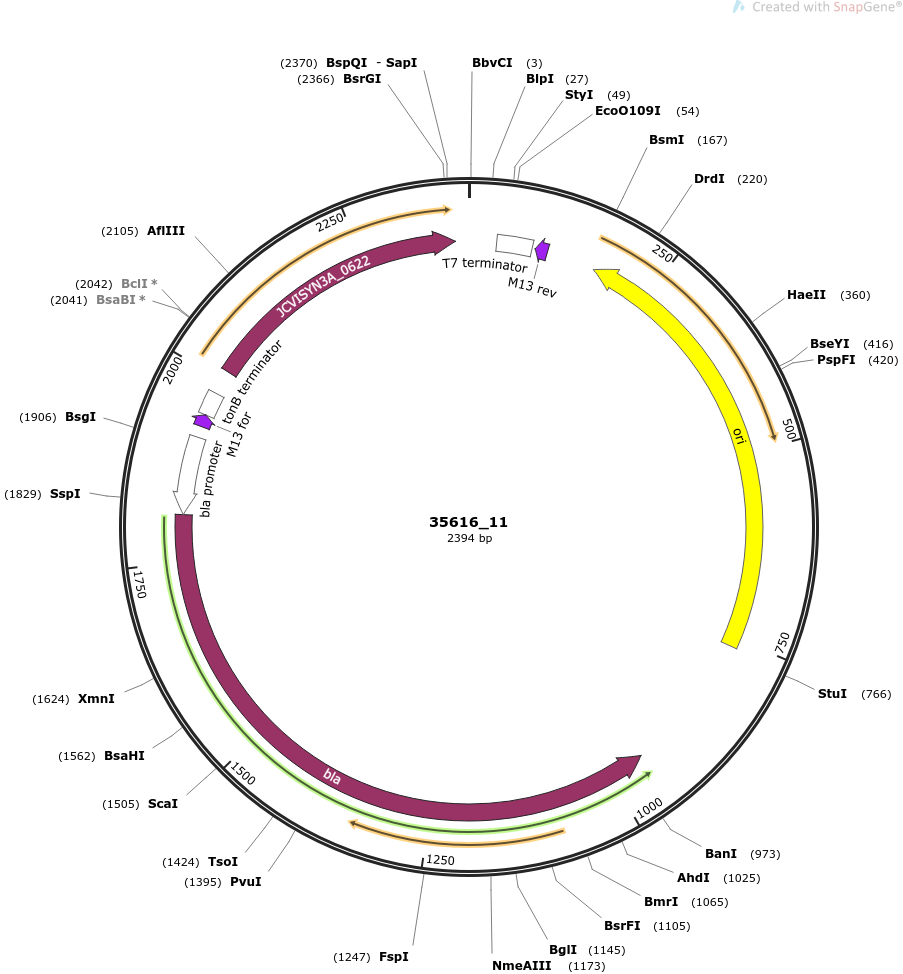 Created with SnapGene®
(2370) BspQI - SapI
(2366) BsrGI
BbvCI (3)
BlpI (27)
StyI (49)
EcoO109I (54)
BsmI (167)
DrdI (220)
HaeII (360)
BseYI (416)
PspFI (420)
StuI (766)
BanI (973)
AhdI (1025)
BmrI (1065)
BsrFI (1105)
BglI (1145)
NmeAIII (1173)
(1247) FspI
(1395) PvuI
(1424) TsoI
(1505) ScaI
(1562) BsaHI
(1624) XmnI
(1829) SspI
(1906) BsgI
(2041) BsaBI *
(2042) BclI *
(2105) AflIII
250
500
750
1000
1250
1500
1750
2000
2250
JCVISYN3A_0622
T7 terminator
M13 rev
ori
tonB terminator
M13 for
bla promoter
bla
35616_11
2394 bp